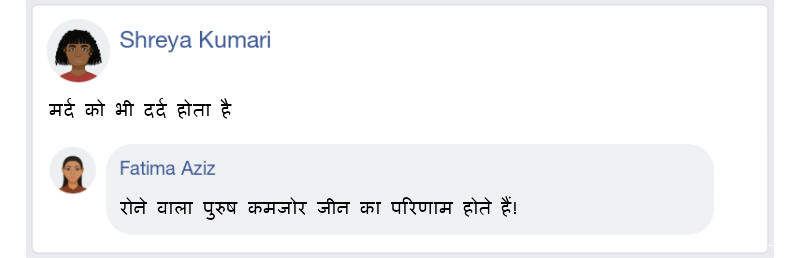 Shreya Kumari
मर्द को भी दर्द होता है
Fatima Aziz
रोने वाला पुरुष कमजोर जीन का परिणाम होते हैं!